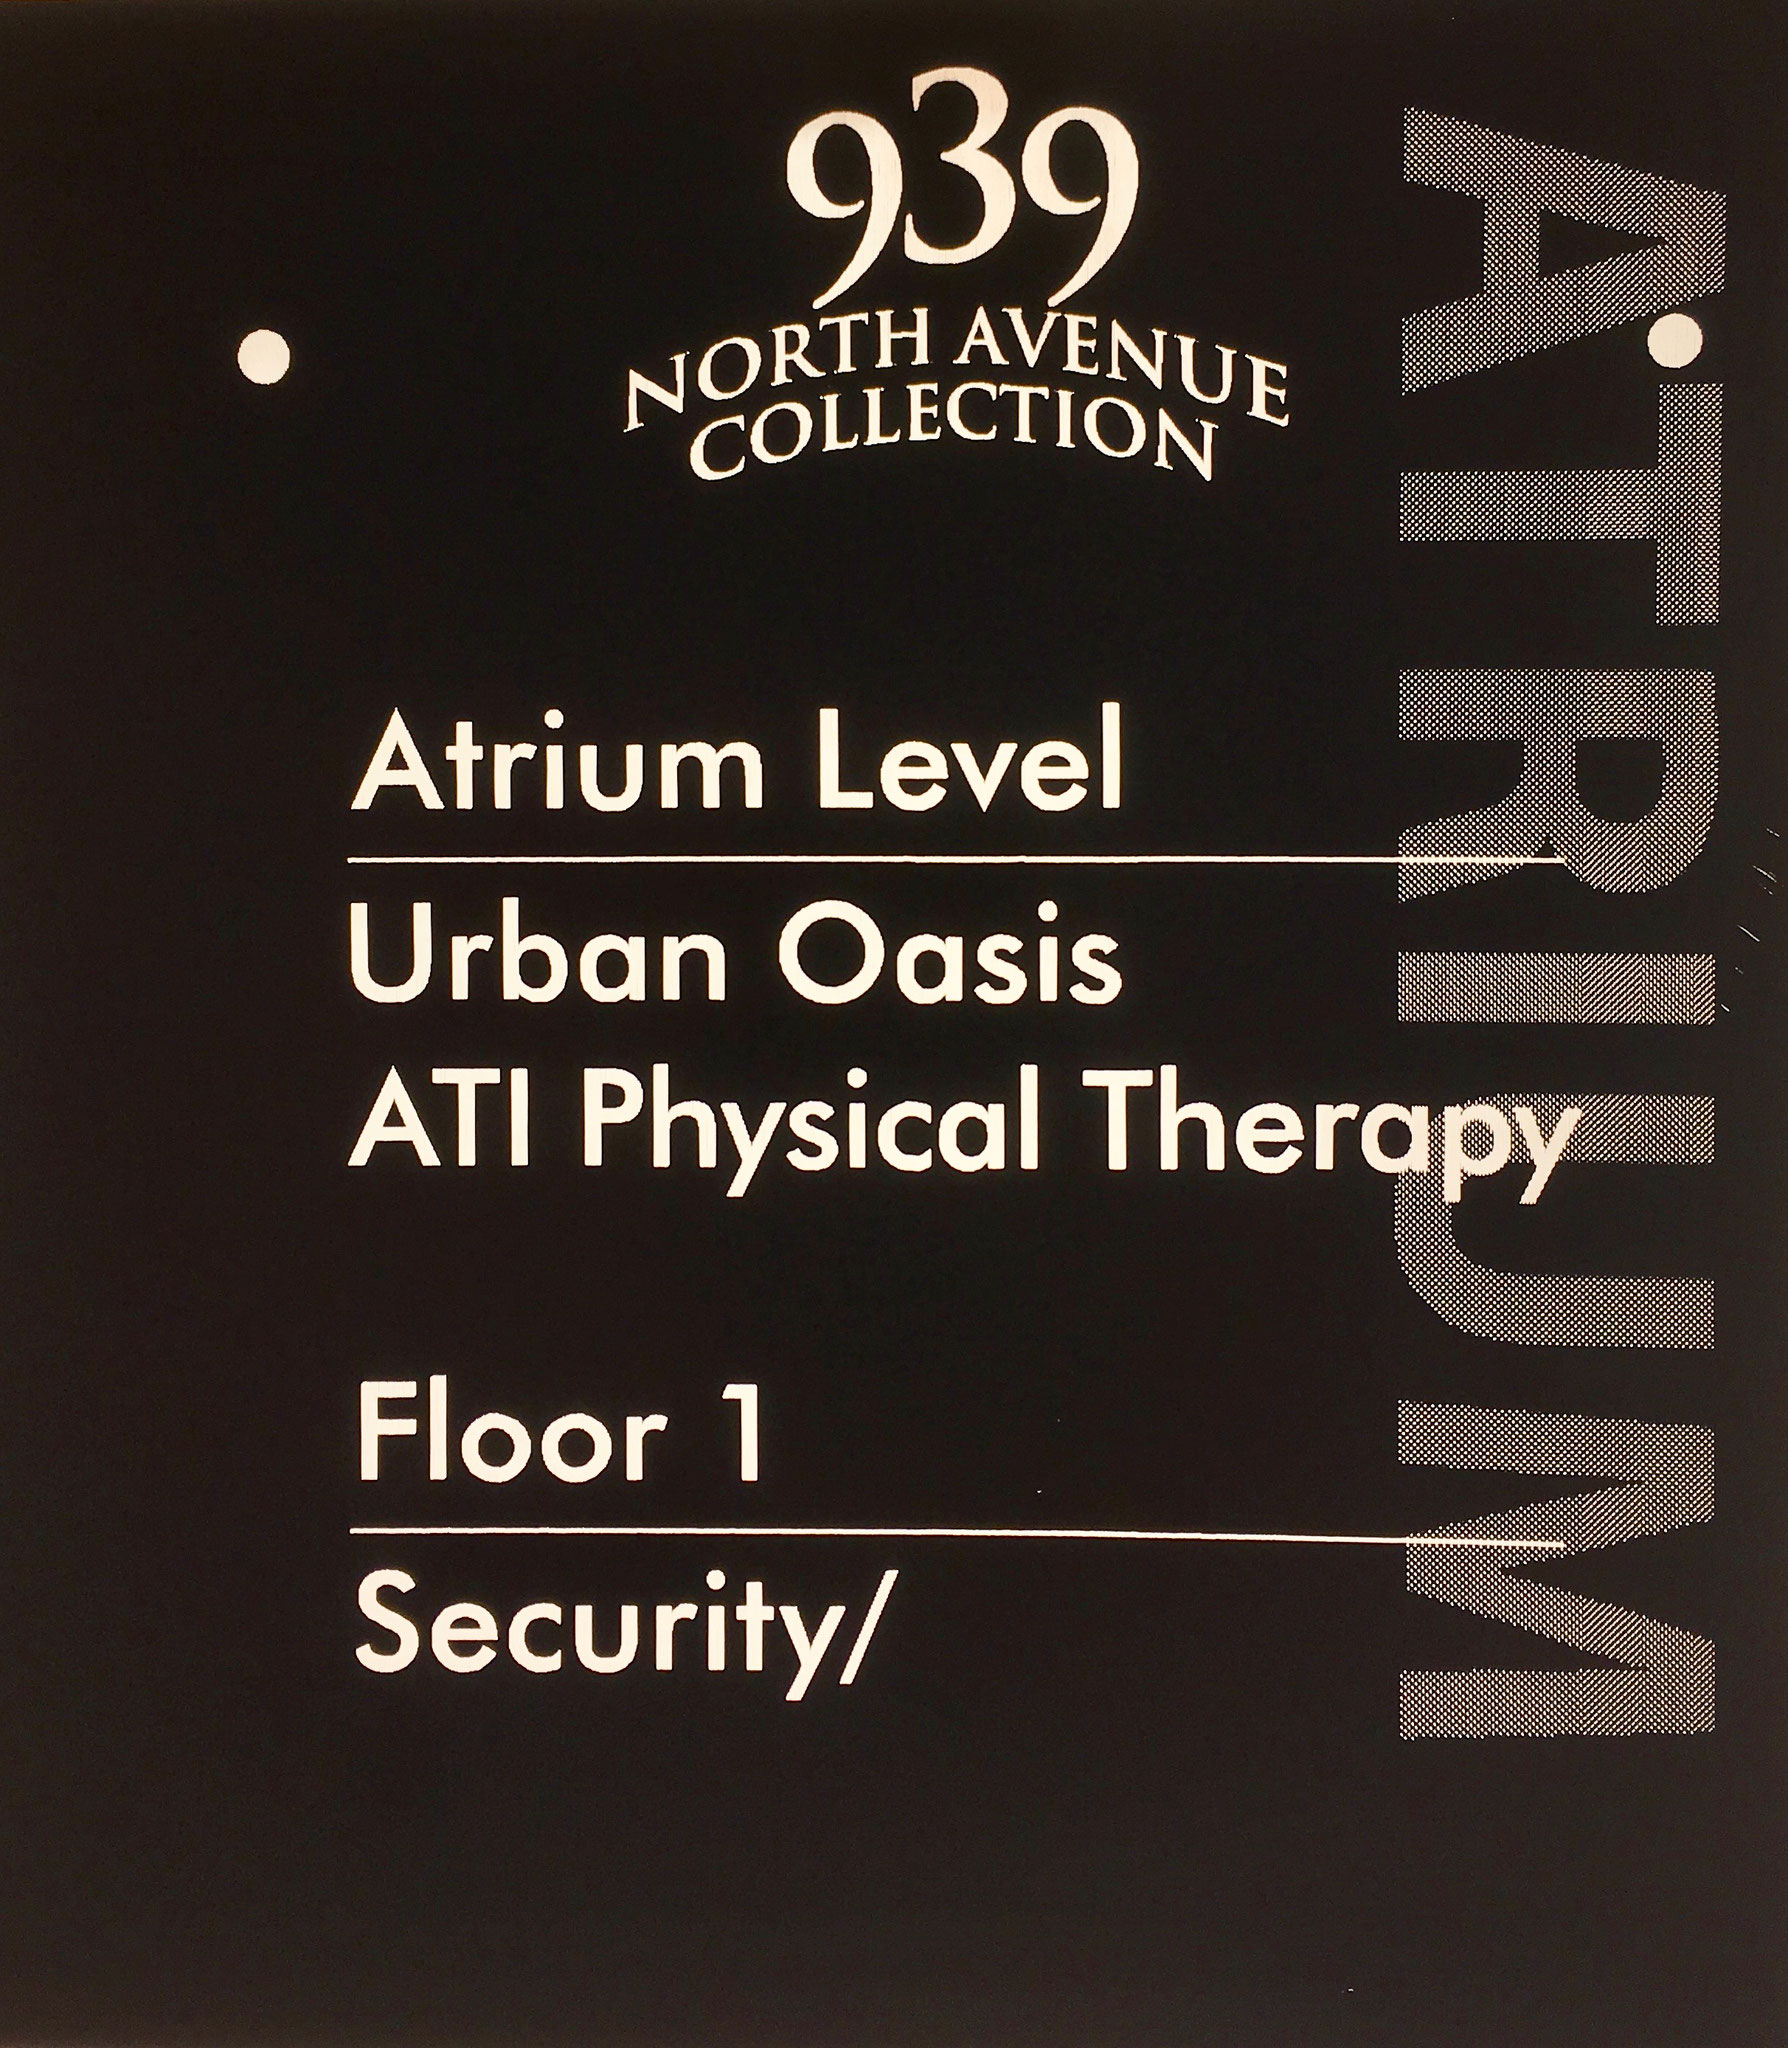 939
NORTH AVENUE
COLLECTION
Atrium Level
Urban Oasis
ATI Physical Therapy
Floor 1
Security/
ATRIUM